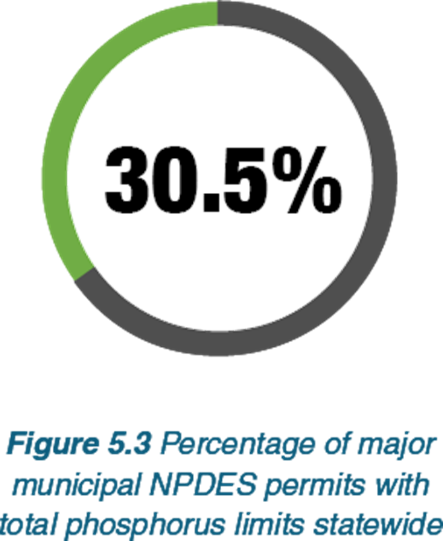 30.5%
Figure 5.3 Percentage of major
municipal NPDES permits with
total phosphorus limits statewide